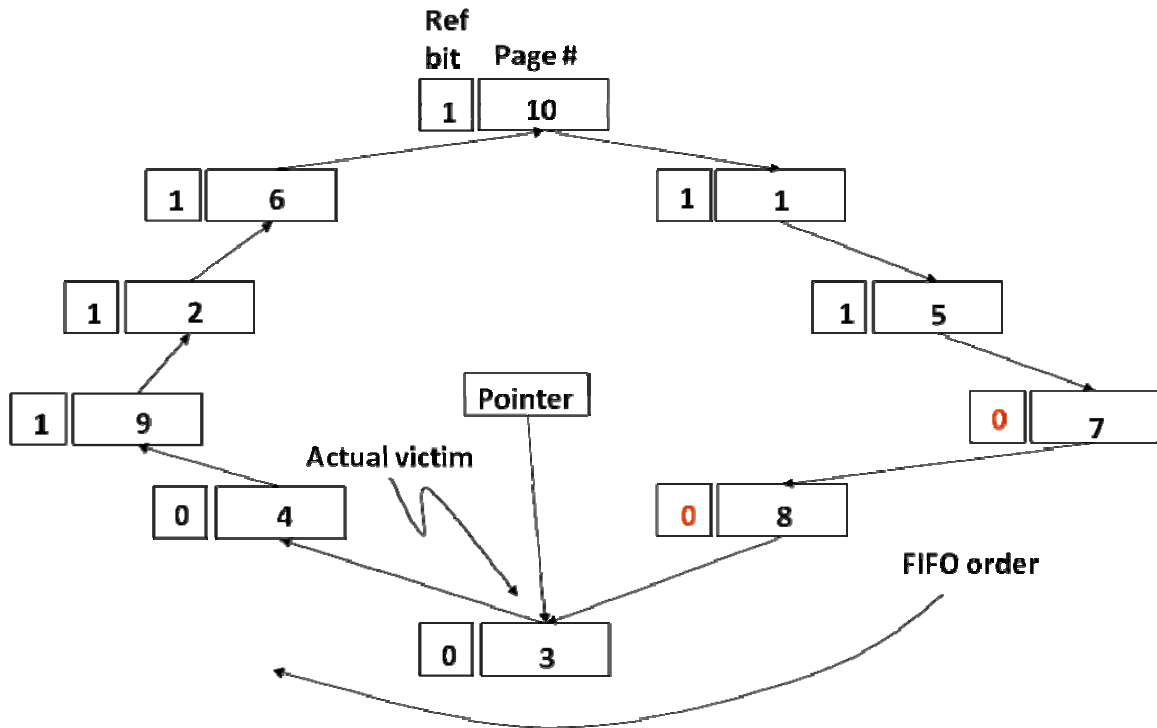 Ref
bit Page #
1 10
1 6
1 1
1 2
1 5
Pointer
1 9
0 7
Actual victim
0 4
0 8
FIFO order
0 3